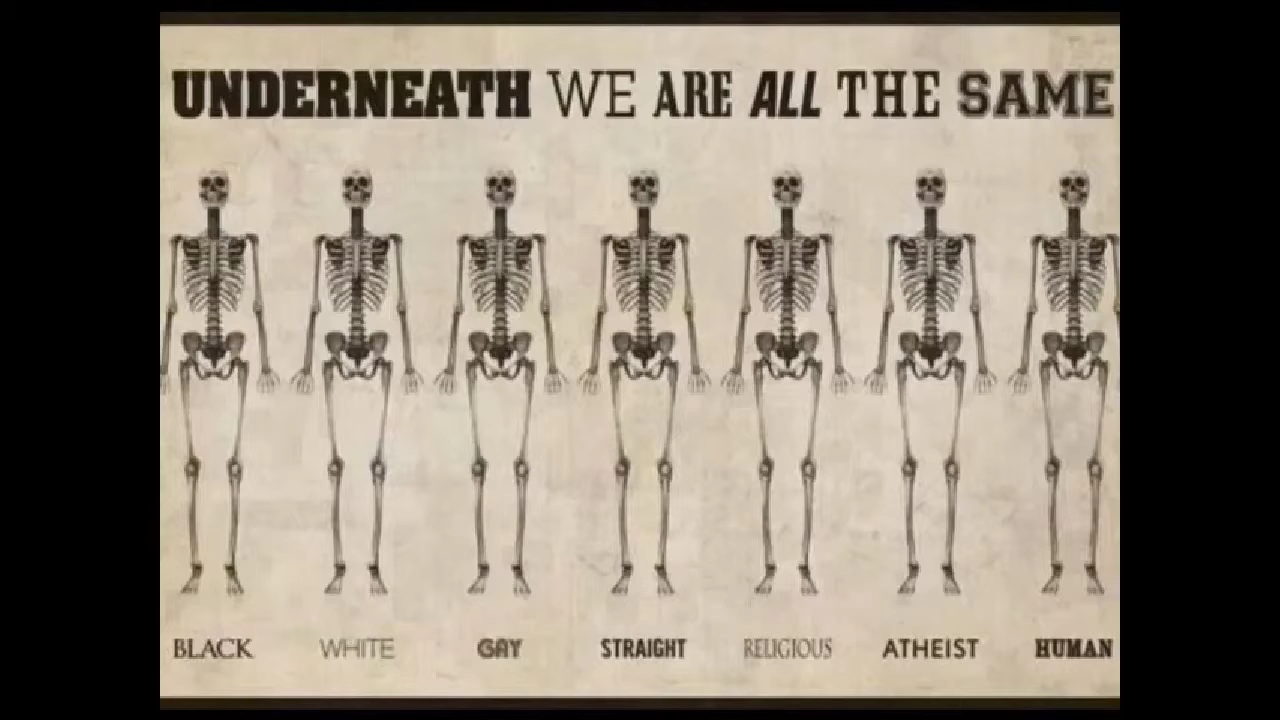 UNDERNEATH WE ARE ALL THE SAME
BLACK WHITE GAY STRAIGHT RELIGIOUS ATHEIST HUMAN